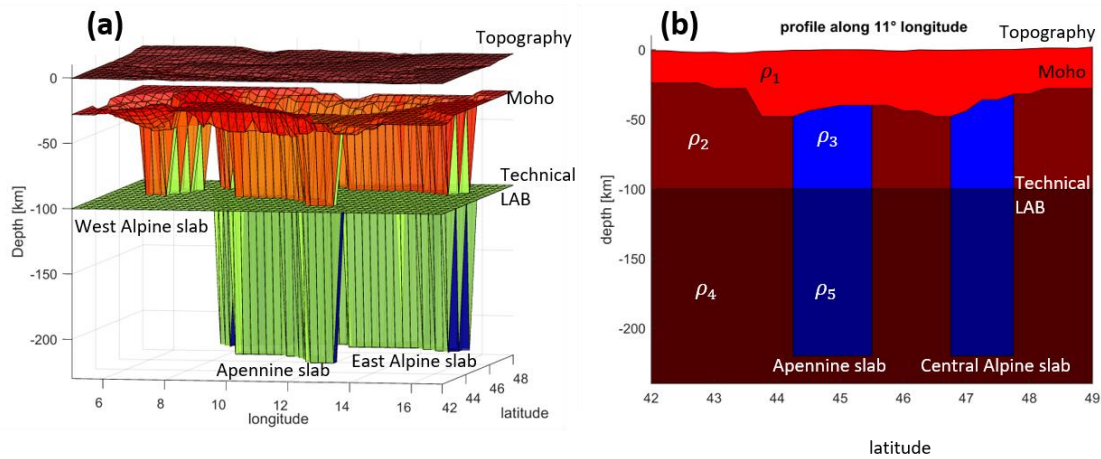 (a)
Topography
Moho
Technical
LAB
West Alpine slab
Apennine slab
East Alpine slab
Depth [km]
0
-50
-100
-150
-200
6
8
10
12
14
16
longitude
42
44
46
48
latitude
(b)
profile along 11° longitude
Topography
Moho
ρ₁
ρ₂
ρ₃
Technical
LAB
ρ₄
ρ₅
Apennine slab
Central Alpine slab
depth [km]
0
-50
-100
-150
-200
42
43
44
45
46
47
48
49
latitude